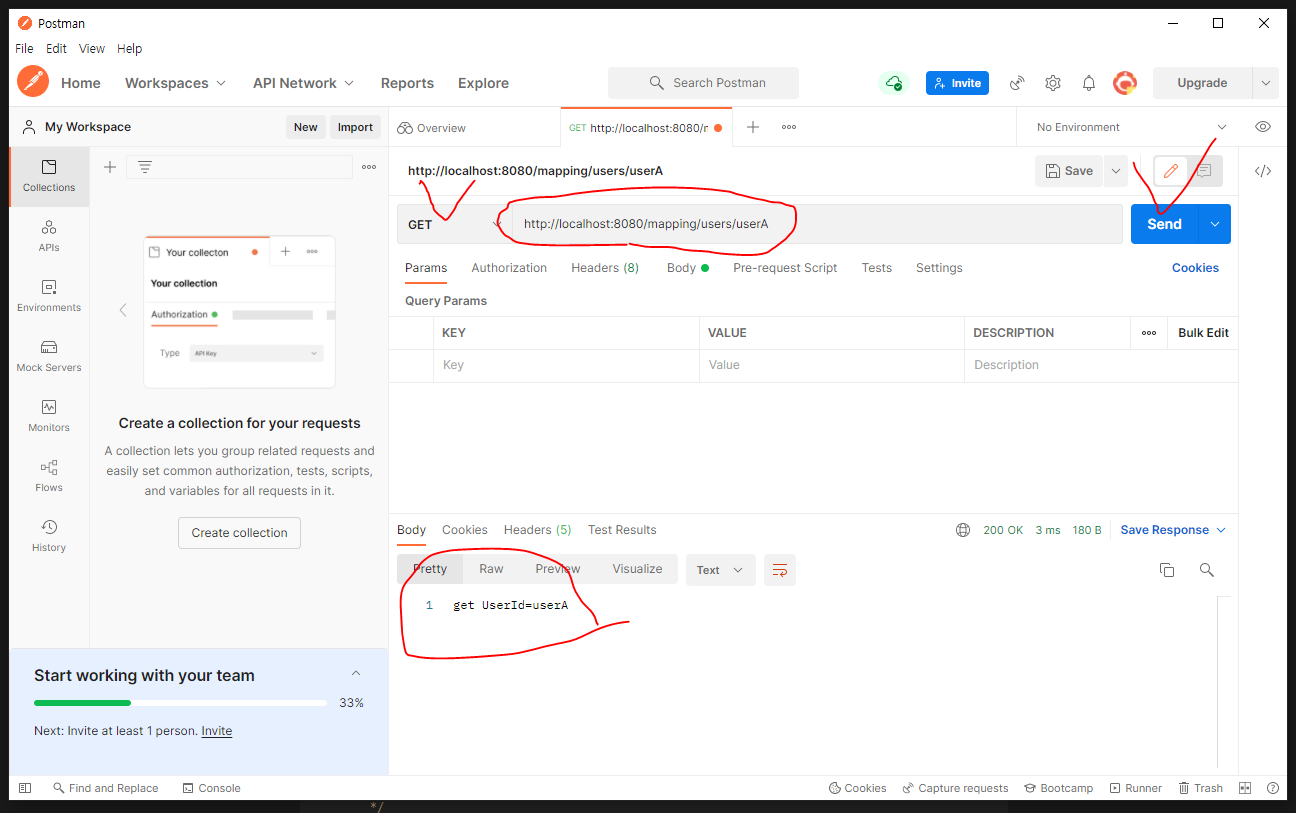 Postman
File Edit View Help
Home Workspaces API Network Reports Explore Search Postman Invite Upgrade
My Workspace New Import Overview GET http://localhost:8080/r No Environment
Collections
APIs
Environments
Mock Servers
Monitors
Flows
History
Your collecton
Your collection
Authorization
Type API Key
Create a collection for your requests
A collection lets you group related requests and
easily set common authorization, tests, scripts,
and variables for all requests in it.
Create collection
Start working with your team
33%
Next: Invite at least 1 person. Invite
http://localhost:8080/mapping/users/userA Save
GET http://localhost:8080/mapping/users/userA Send
Params Authorization Headers (8) Body Pre-request Script Tests Settings Cookies
Query Params
KEY VALUE DESCRIPTION Bulk Edit
Key Value Description
Body Cookies Headers (5) Test Results 200 OK 3 ms 180 B Save Response
Pretty Raw Preview Visualize Text
1 get UserId=userA
Find and Replace Console Cookies Capture requests Bootcamp Runner Trash
*/